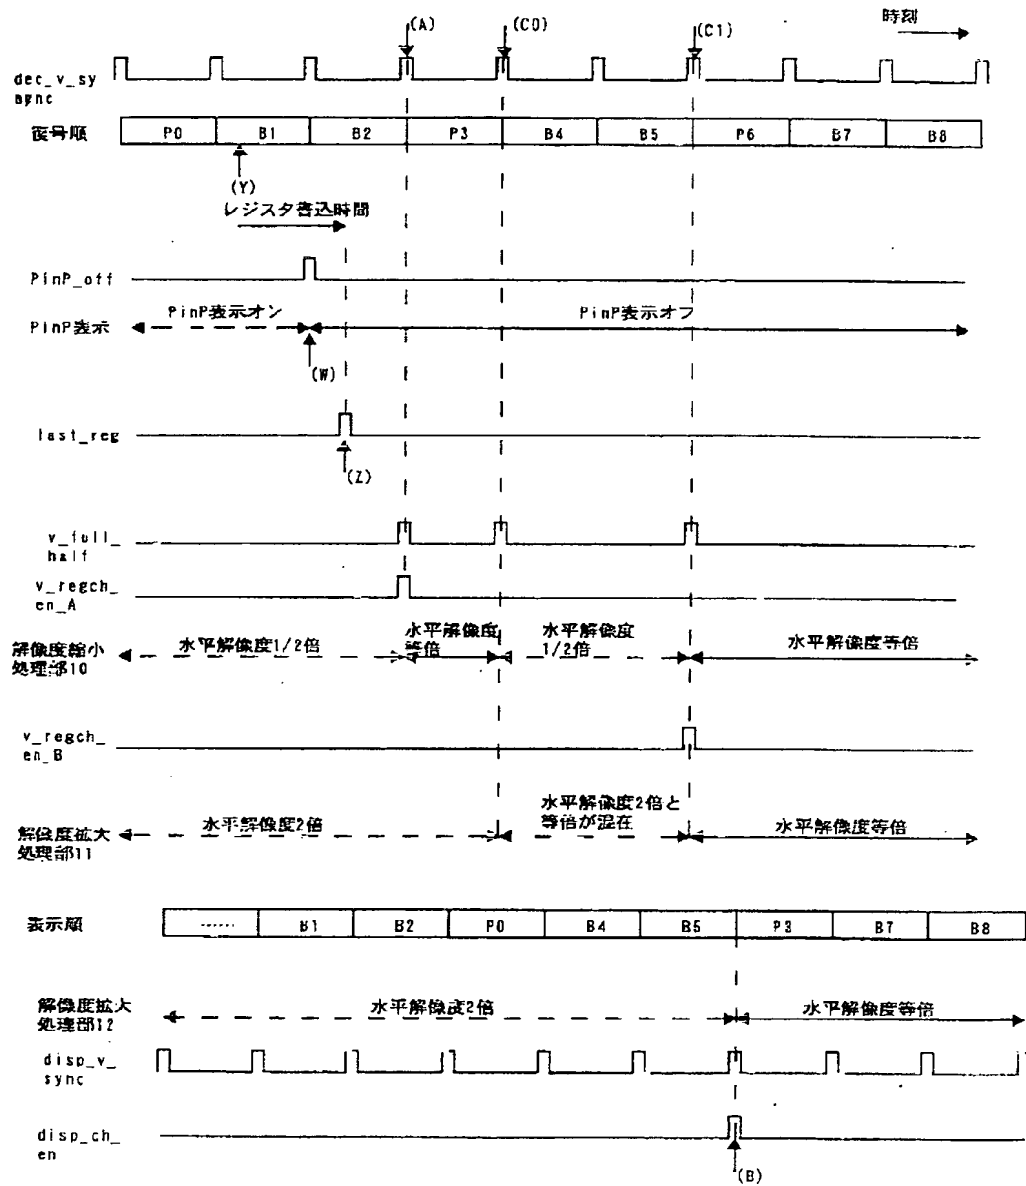 (A)
(C0)
(C1)
時刻
dec_v_sy
ngnc
復号順
P0 B1 B2 P3 B4 B5 P6 B7 B8
(Y)
レジスタ書込時間
PinP_off
PinP表示オン
PinP表示オフ
PinP表示
(W)
last_reg
(Z)
v_full_
half
v_regch_
en_A
解像度縮小
処理部10
水平解像度1/2倍
水平解像度
等倍
水平解像度
1/2倍
水平解像度等倍
v_regch_
en_B
解像度拡大
処理部11
水平解像度2倍
水平解像度2倍と
等倍が混在
水平解像度等倍
表示順
----- B1 B2 P0 B4 B5 P3 B7 B8
解像度拡大
処理部12
水平解像度2倍
水平解像度等倍
disp_v_
sync
disp_ch_
en
(B)